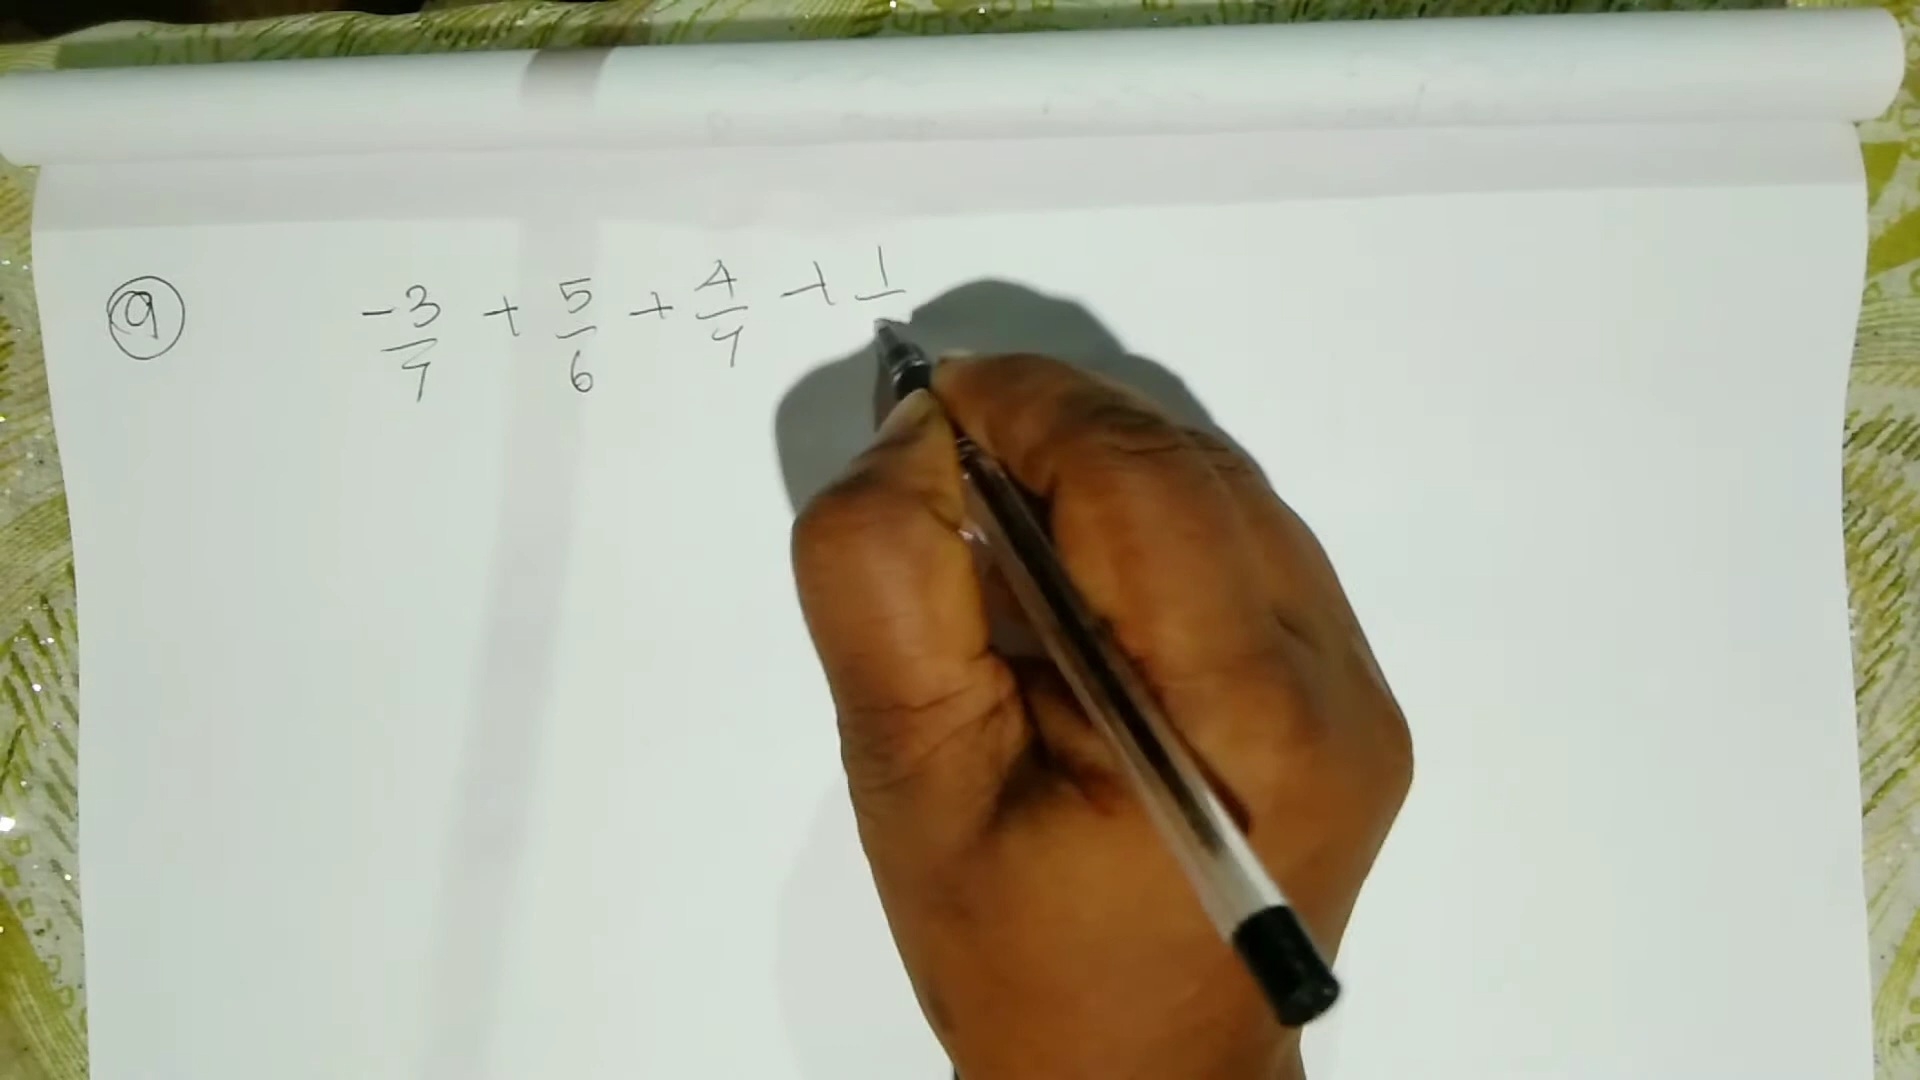 9 -3/7 + 5/6 + 4/7 + 1/